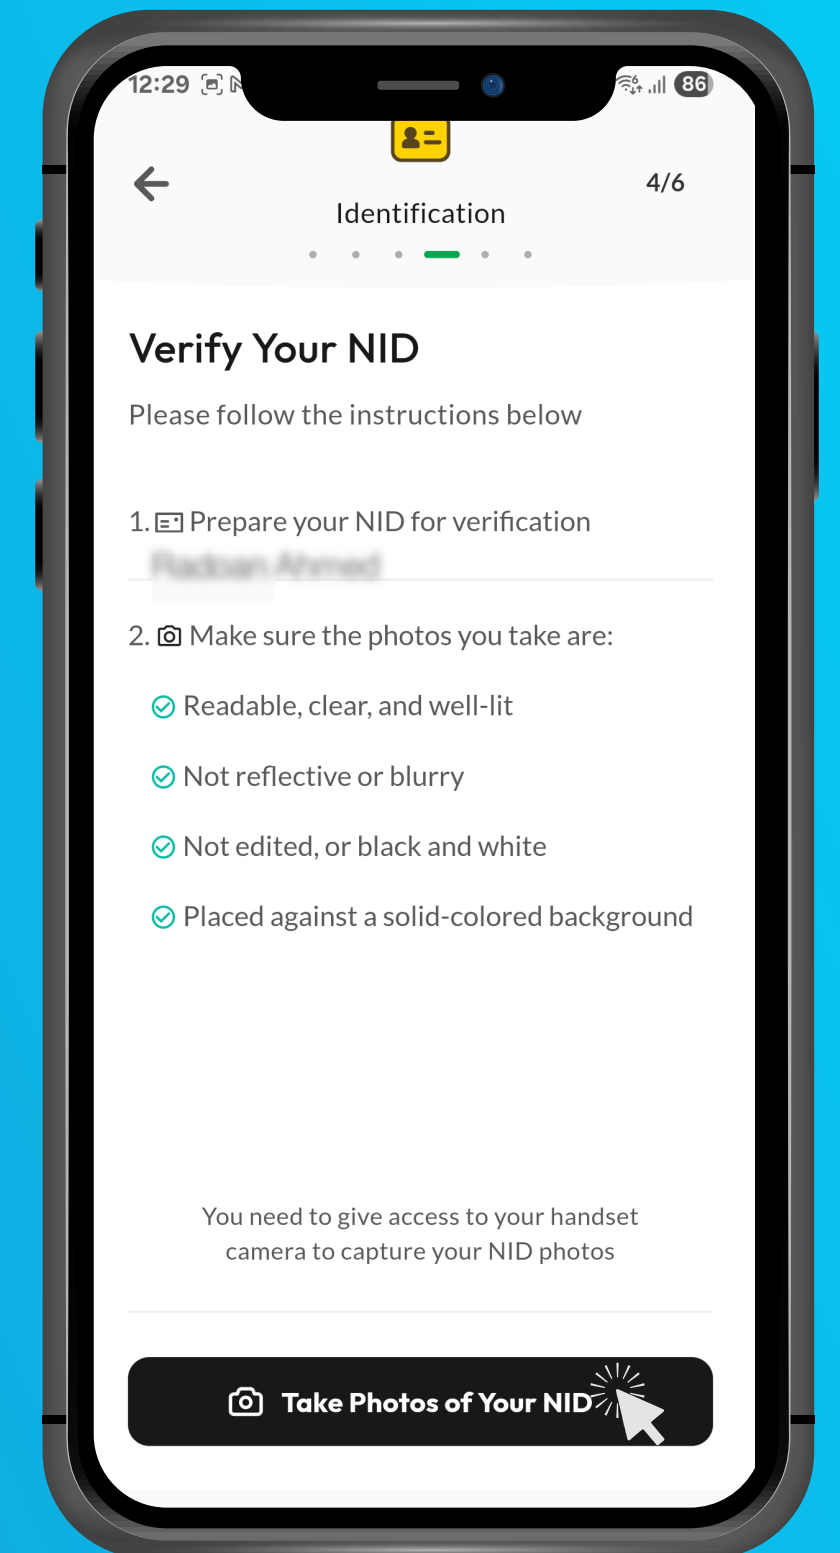 12:29
86
4/6
Identification
Verify Your NID
Please follow the instructions below
1. Prepare your NID for verification
Radoan Ahmed
2. Make sure the photos you take are:
Readable, clear, and well-lit
Not reflective or blurry
Not edited, or black and white
Placed against a solid-colored background
You need to give access to your handset
camera to capture your NID photos
Take Photos of Your NID